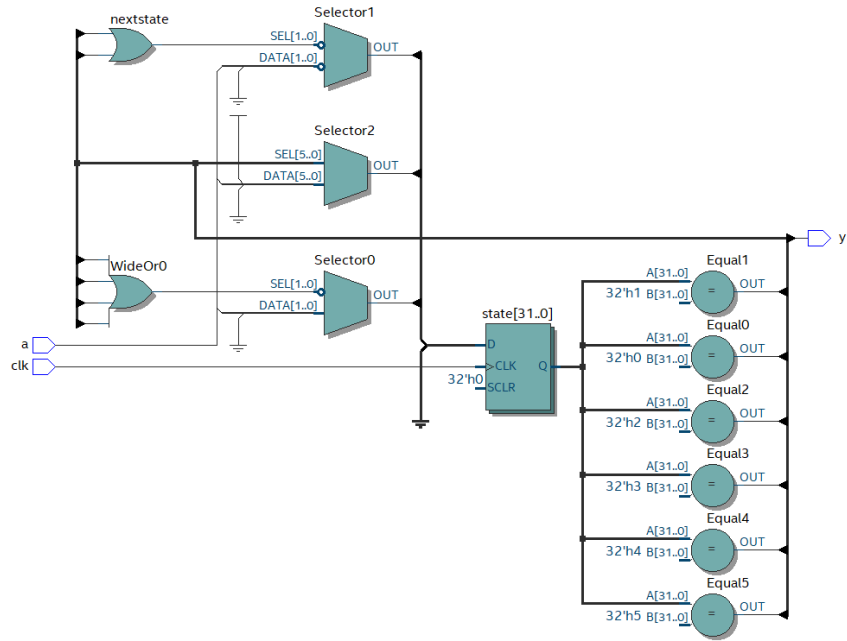 nextstate
Selector1
SEL[1..0]
DATA[1..0]
OUT
Selector2
SEL[5..0]
DATA[5..0]
OUT
y
WideOr0
Selector0
SEL[1..0]
DATA[1..0]
OUT
a
clk
state[31..0]
D
CLK
Q
32'h0
SCLR
Equal1
A[31..0]
32'h1 B[31..0]
=
OUT
Equal0
A[31..0]
32'h0 B[31..0]
=
OUT
Equal2
A[31..0]
32'h2 B[31..0]
=
OUT
Equal3
A[31..0]
32'h3 B[31..0]
=
OUT
Equal4
A[31..0]
32'h4 B[31..0]
=
OUT
Equal5
A[31..0]
32'h5 B[31..0]
=
OUT